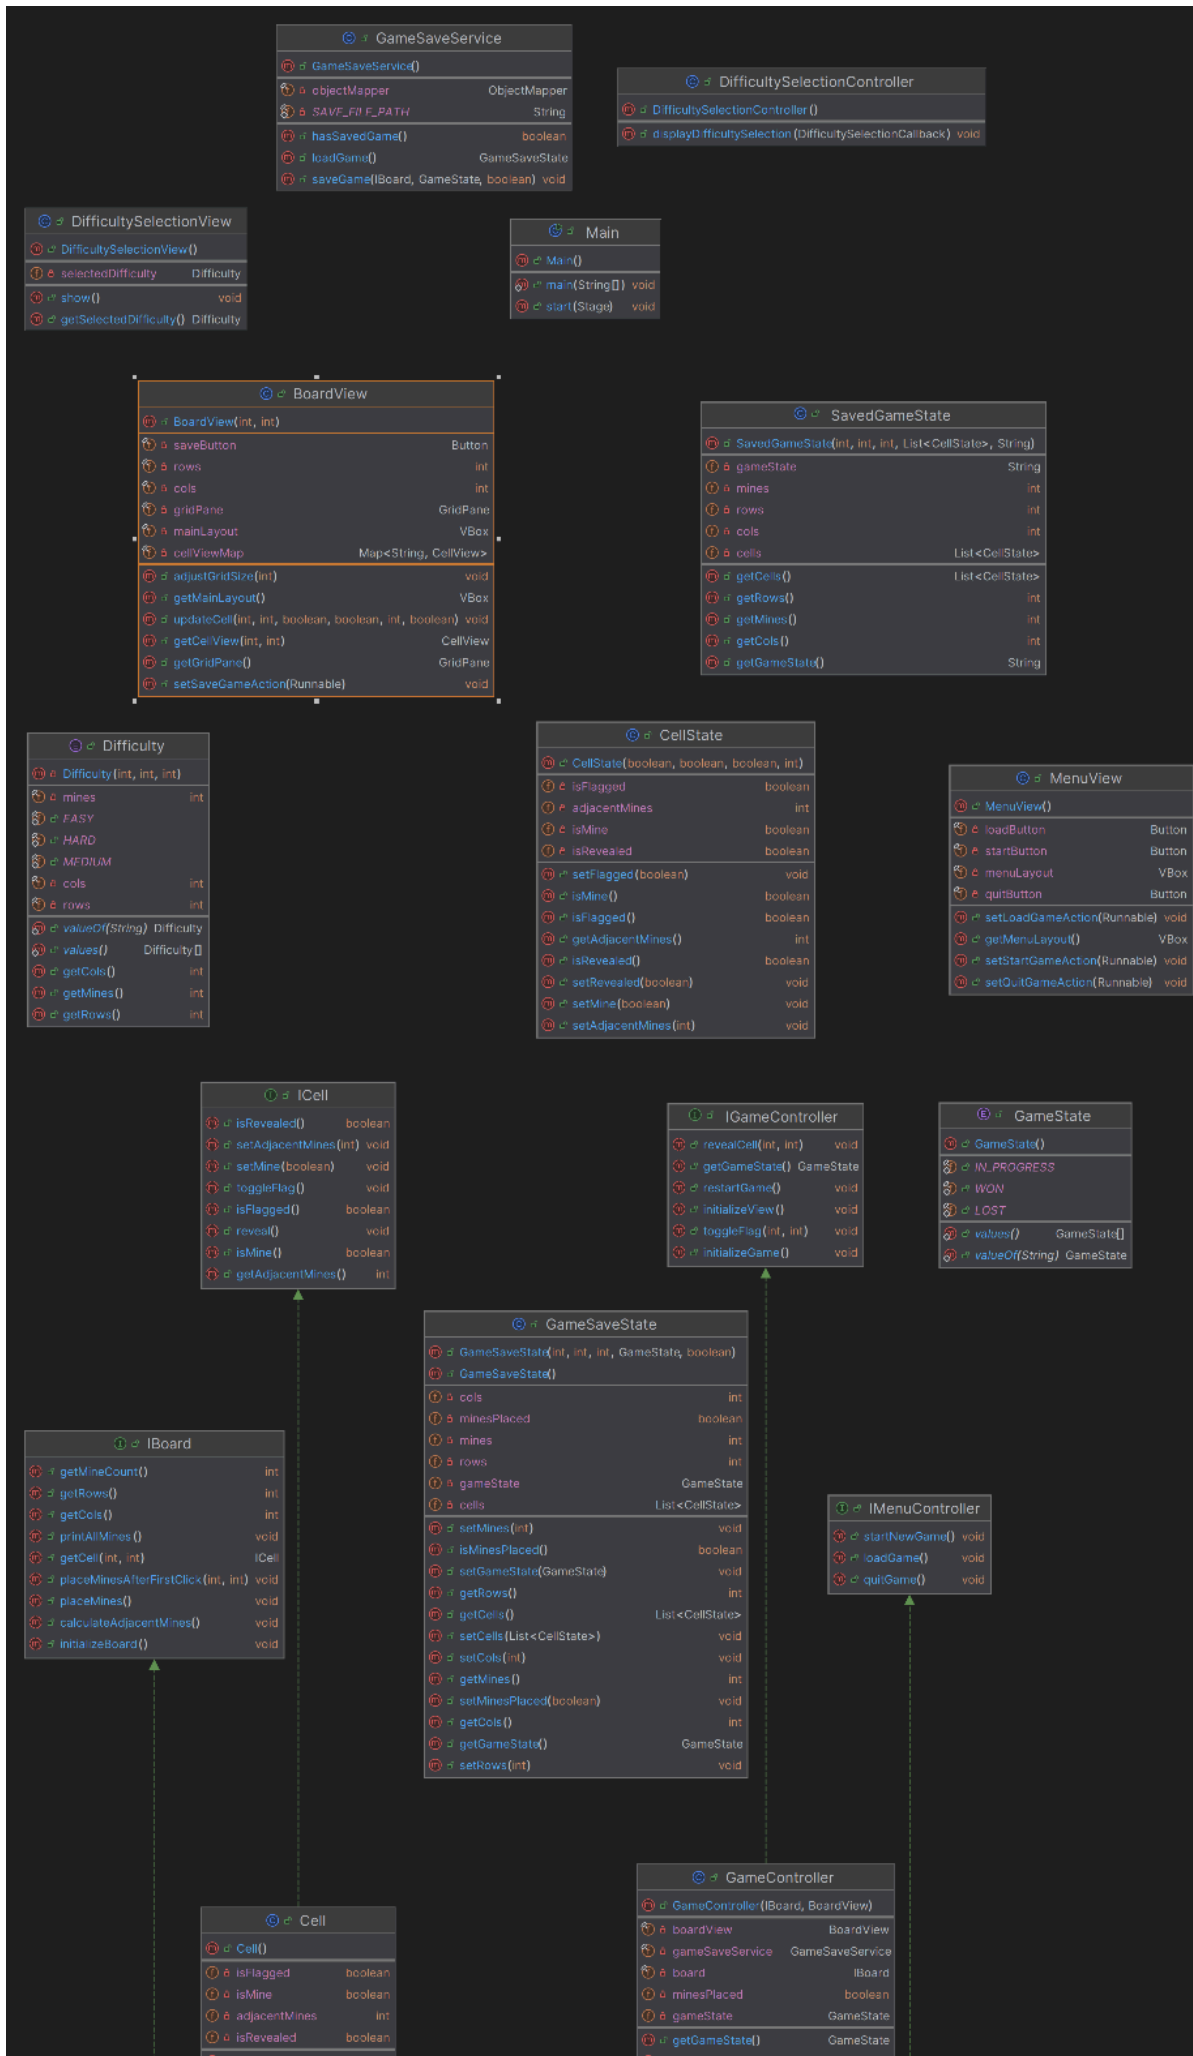 GameSaveService
GameSaveService()
objectMapper ObjectMapper
SAVE_FILE_PATH String
hasSavedGame() boolean
loadGame() GameSaveState
saveGame(IBoard, GameState, boolean) void
DifficultySelectionController
DifficultySelectionController()
displayDifficultySelection(DifficultySelectionCallback) void
DifficultySelectionView
DifficultySelectionView()
selectedDifficulty Difficulty
show() void
getSelectedDifficulty() Difficulty
Main
Main()
main(String[]) void
start(Stage) void
BoardView
BoardView(int, int)
saveButton Button
rows int
cols int
gridPane GridPane
mainLayout VBox
cellViewMap Map<String, CellView>
adjustGridSize(int) void
getMainLayout() VBox
updateCell(int, int, boolean, boolean, int, boolean) void
getCellView(int, int) CellView
getGridPane() GridPane
setSaveGameAction(Runnable) void
SavedGameState
SavedGameState(int, int, int, List<CellState>, String)
gameState String
mines int
rows int
cols int
cells List<CellState>
getCells() List<CellState>
getRows() int
getMines() int
getCols() int
getGameState() String
Difficulty
Difficulty(int, int, int)
mines int
EASY
HARD
MEDIUM
cols int
rows int
valueOf(String) Difficulty
values() Difficulty[]
getCols() int
getMines() int
getRows() int
CellState
CellState(boolean, boolean, boolean, int)
isFlagged boolean
adjacentMines int
isMine boolean
isRevealed boolean
setFlagged(boolean) void
isMine() boolean
isFlagged() boolean
getAdjacentMines() int
isRevealed() boolean
setRevealed(boolean) void
setMine(boolean) void
setAdjacentMines(int) void
MenuView
MenuView()
loadButton Button
startButton Button
menuLayout VBox
quitButton Button
setLoadGameAction(Runnable) void
getMenuLayout() VBox
setStartGameAction(Runnable) void
setQuitGameAction(Runnable) void
ICell
isRevealed() boolean
setAdjacentMines(int) void
setMine(boolean) void
toggleFlag() void
isFlagged() boolean
reveal() void
isMine() boolean
getAdjacentMines() int
IGameController
revealCell(int, int) void
getGameState() GameState
restartGame() void
initializeView() void
toggleFlag(int, int) void
initializeGame() void
GameState
GameState()
IN_PROGRESS
WON
LOST
values() GameState[]
valueOf(String) GameState
GameSaveState
GameSaveState(int, int, int, GameState, boolean)
GameSaveState()
cols int
minesPlaced boolean
mines int
rows int
gameState GameState
cells List<CellState>
setMines(int) void
isMinesPlaced() boolean
setGameState(GameState) void
getRows() int
getCells() List<CellState>
setCells(List<CellState>) void
setCols(int) void
getMines() int
setMinesPlaced(boolean) void
getCols() int
getGameState() GameState
setRows(int) void
IBoard
getMineCount() int
getRows() int
getCols() int
printAllMines() void
getCell(int, int) ICell
placeMinesAfterFirstClick(int, int) void
placeMines() void
calculateAdjacentMines() void
initializeBoard() void
IMenuController
startNewGame() void
loadGame() void
quitGame() void
GameController
GameController(IBoard, BoardView)
boardView BoardView
gameSaveService GameSaveService
board IBoard
minesPlaced boolean
gameState GameState
getGameState() GameState
Cell
Cell()
isFlagged boolean
isMine boolean
adjacentMines int
isRevealed boolean